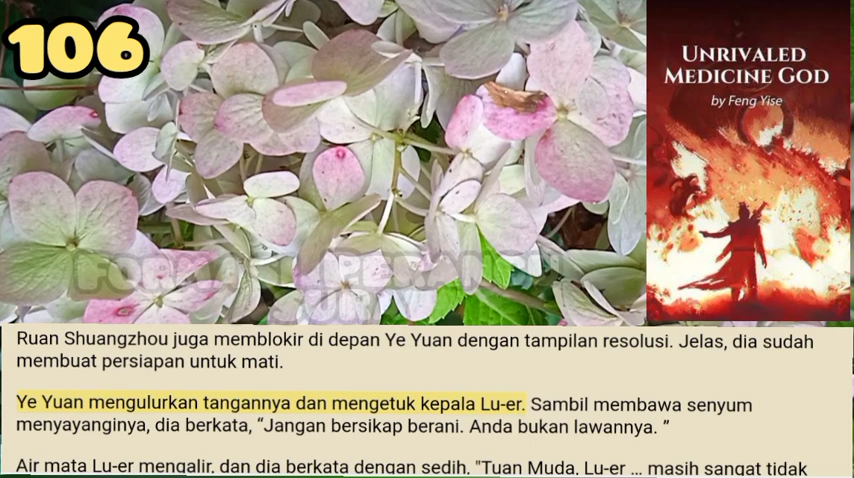 106
UNRIVALED
MEDICINE GOD
by Feng Yise
Ruan Shuangzhou juga memblokir di depan Ye Yuan dengan tampilan resolusi. Jelas, dia sudah
membuat persiapan untuk mati.
Ye Yuan mengulurkan tangannya dan mengetuk kepala Lu-er. Sambil membawa senyum
menyayanginya, dia berkata, “Jangan bersikap berani. Anda bukan lawannya. ”
Air mata Lu-er mengalir, dan dia berkata dengan sedih, "Tuan Muda, Lu-er ... masih sangat tidak